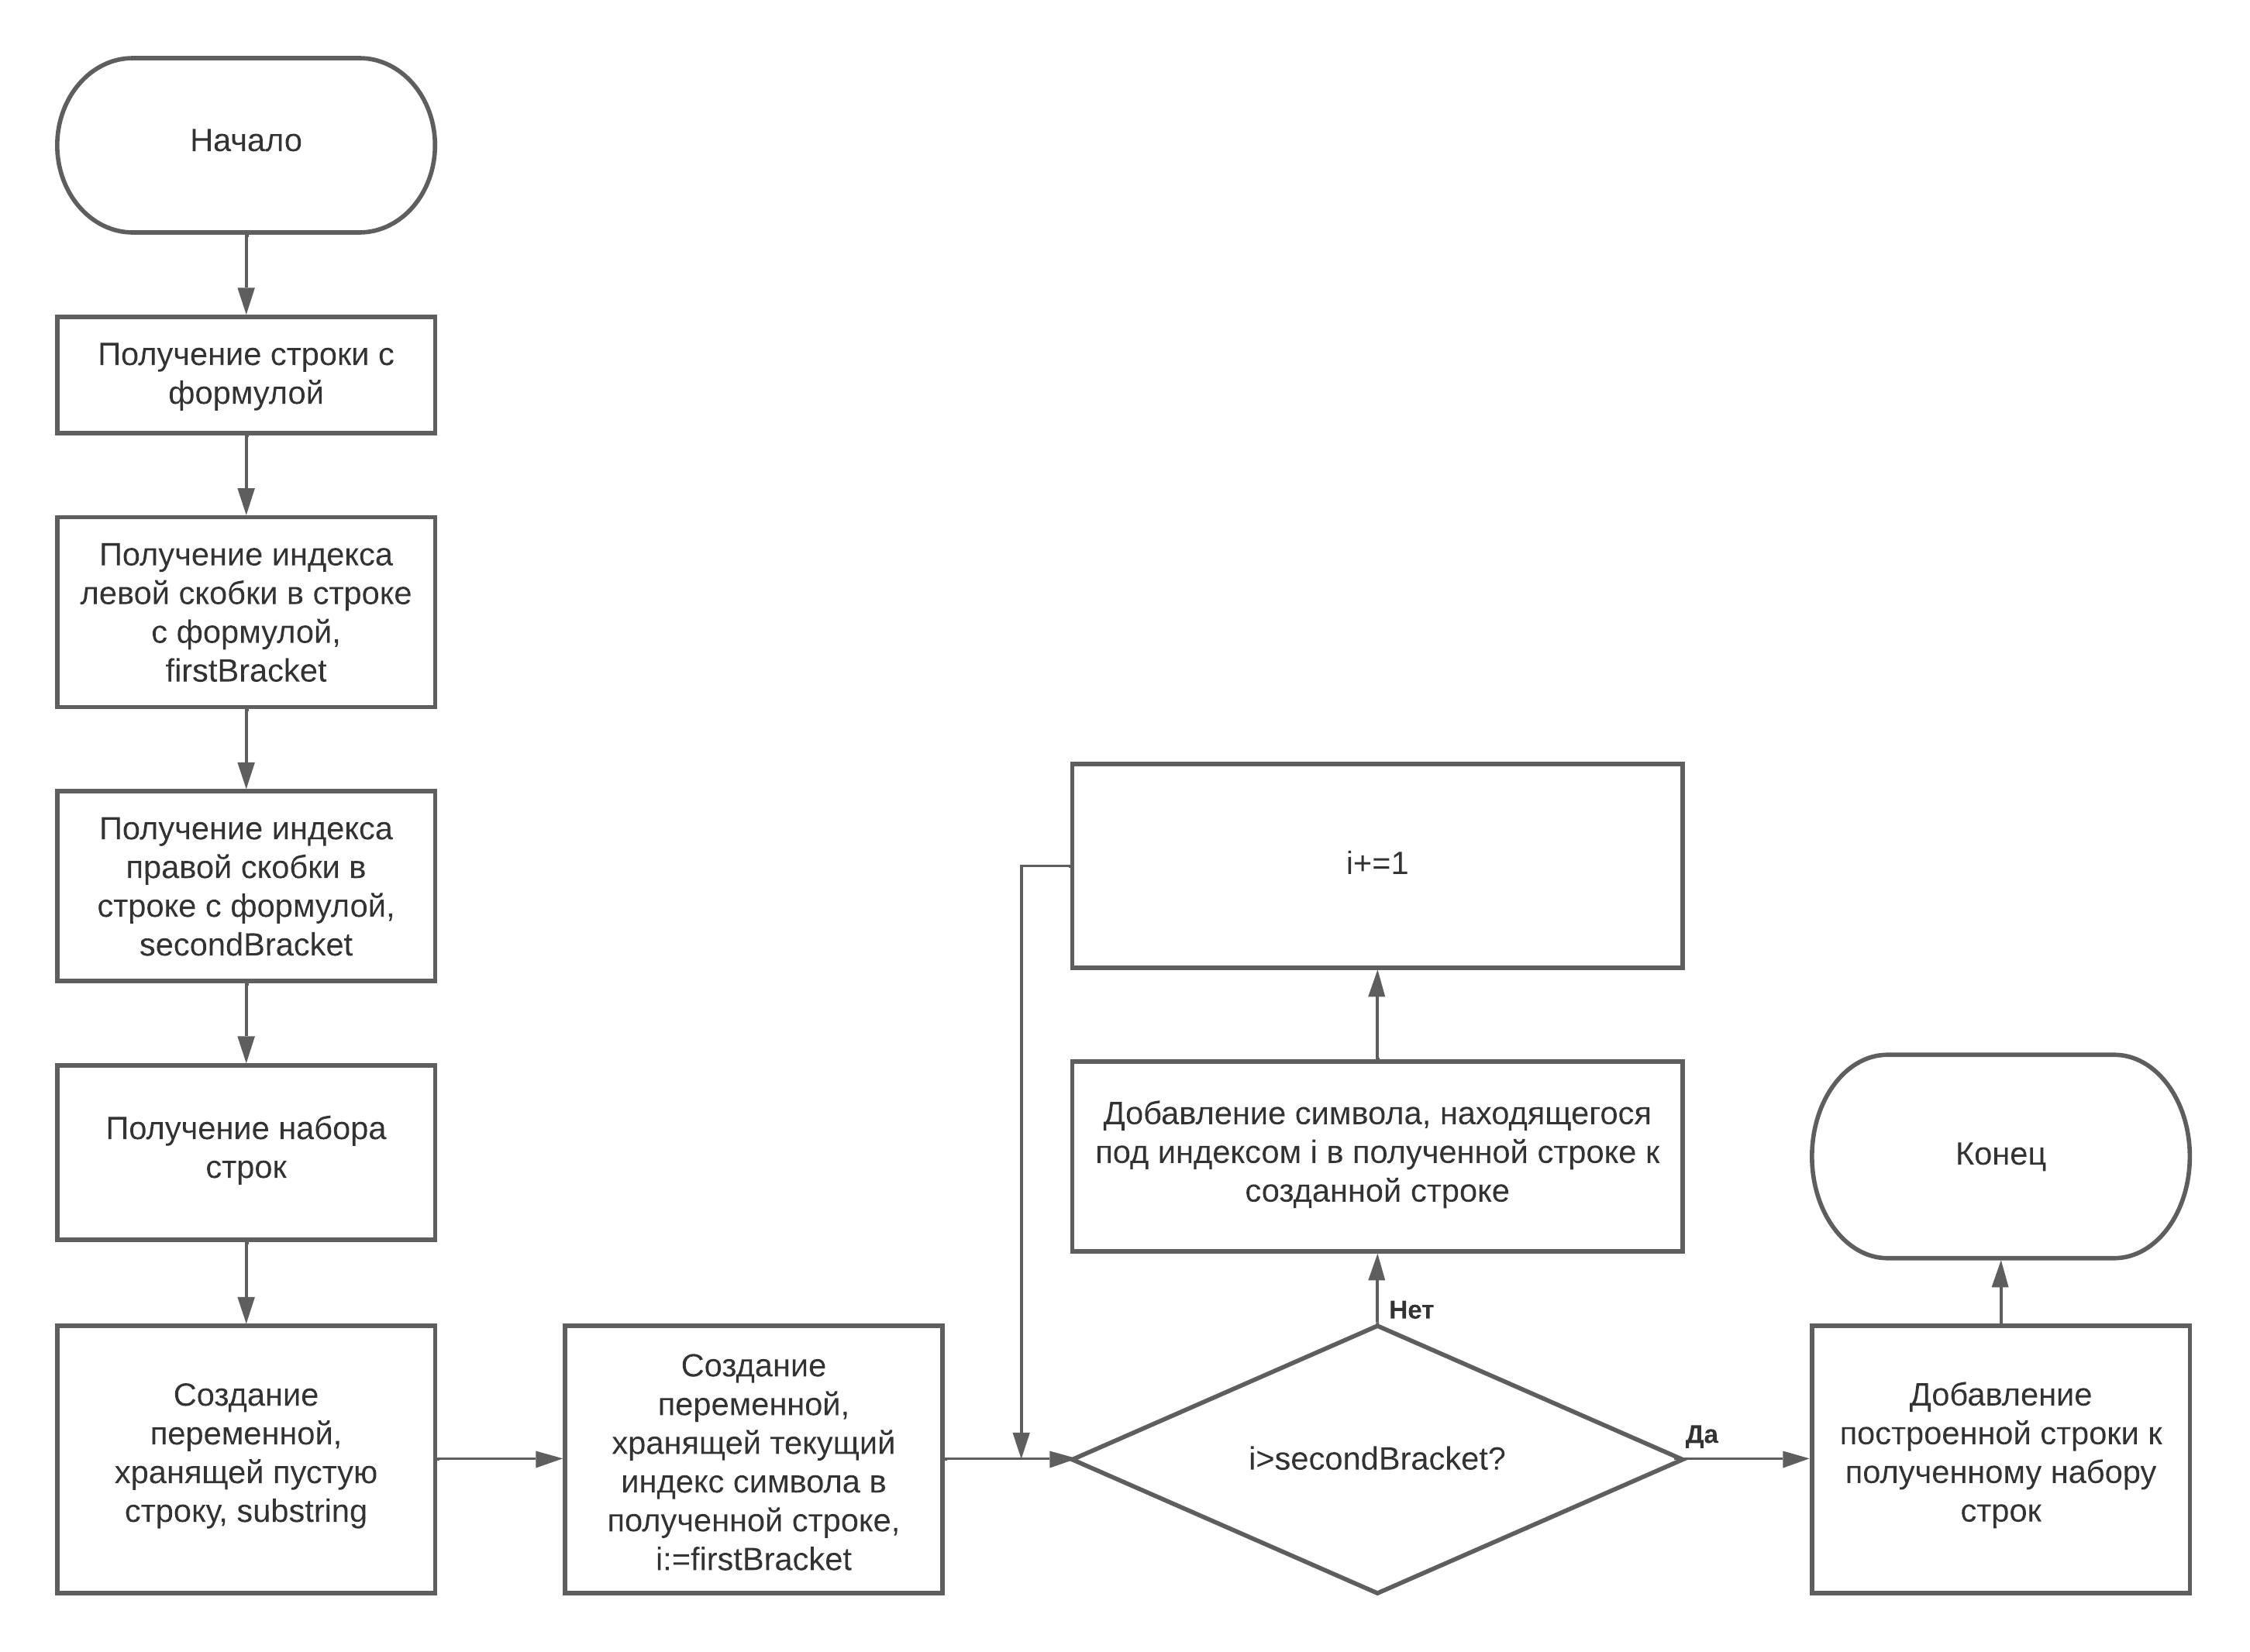 Начало
Получение строки с
формулой
Получение индекса
левой скобки в строке
с формулой,
firstBracket
Получение индекса
правой скобки в
строке с формулой,
secondBracket
Получение набора
строк
Создание
переменной,
хранящей пустую
строку, substring
Создание
переменной,
хранящей текущий
индекс символа в
полученной строке,
i:=firstBracket
i>secondBracket?
Нет
Добавление символа, находящегося
под индексом i в полученной строке к
созданной строке
i+=1
Да
Добавление
построенной строки к
полученному набору
строк
Конец